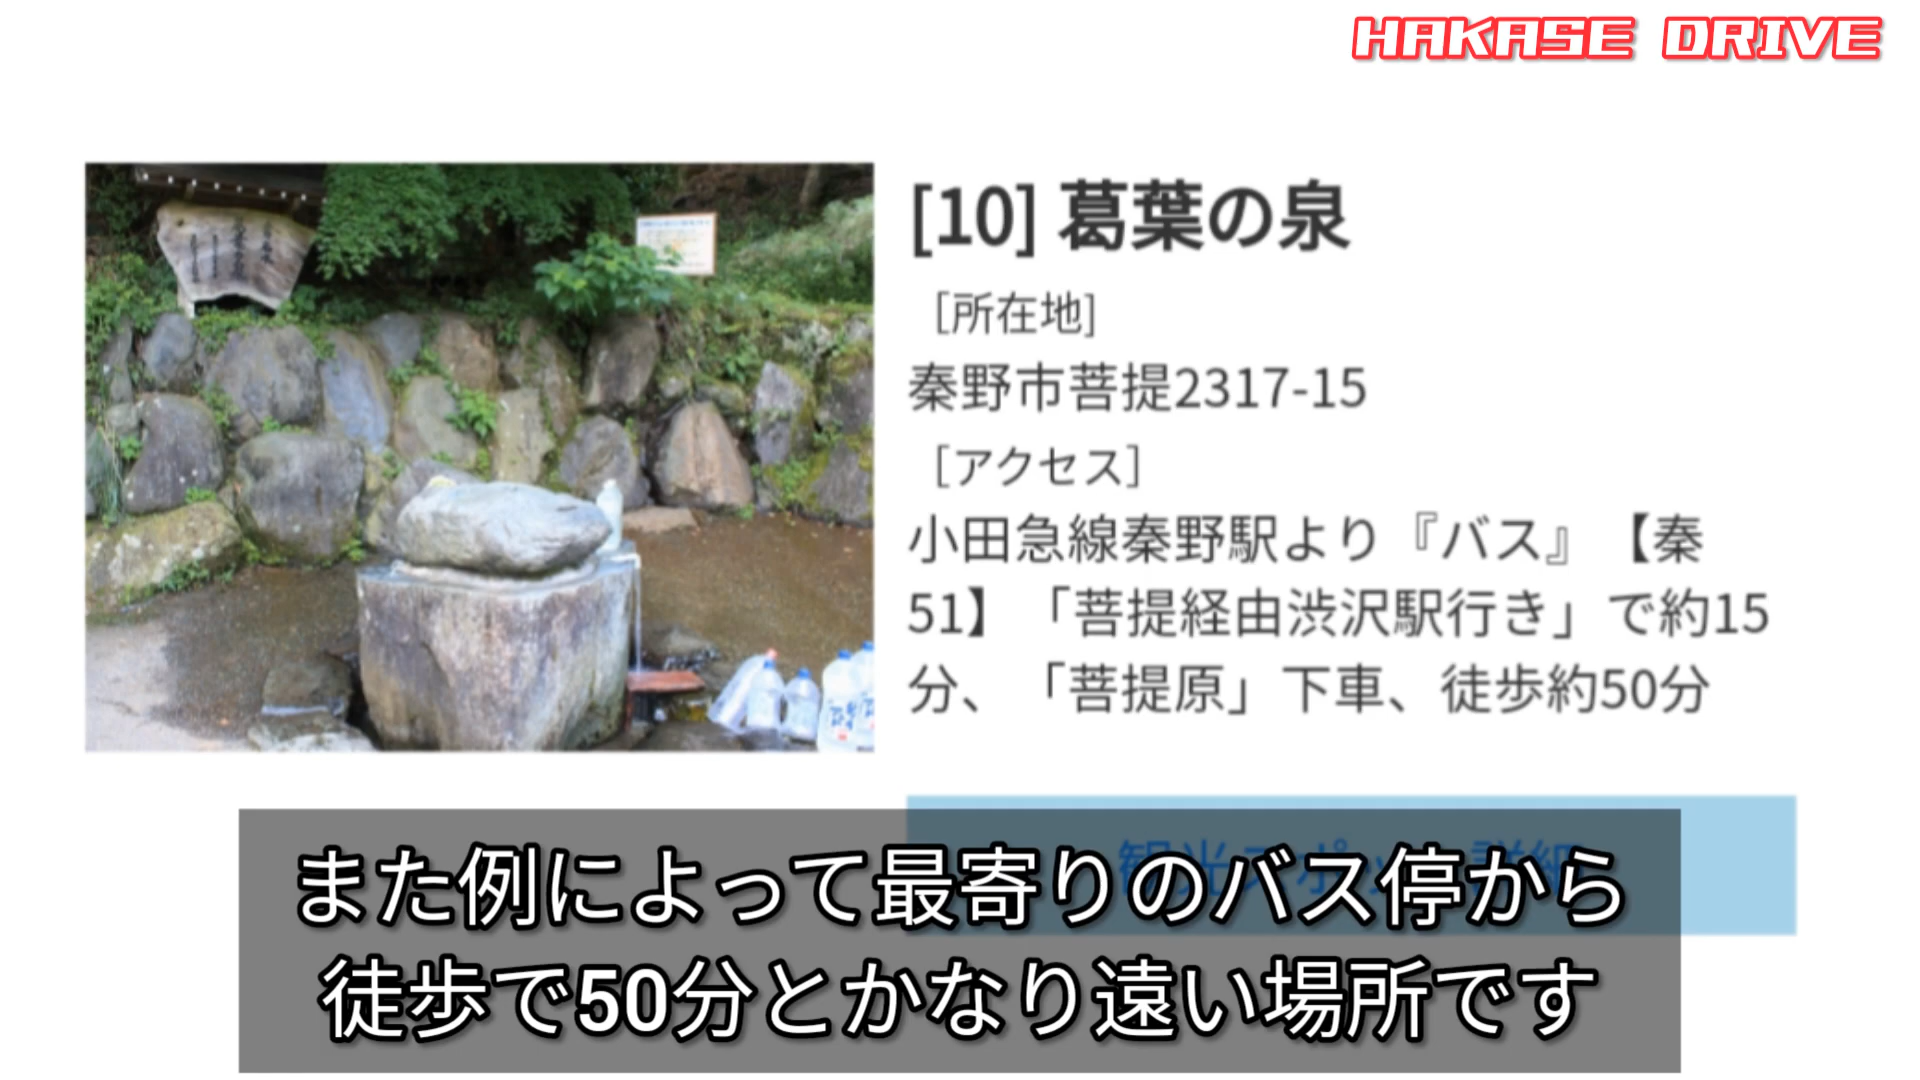 HAKASE DRIVE
[10] 葛葉の泉
［所在地］
秦野市菩提2317-15
［アクセス］
小田急線秦野駅より『バス』【秦
51】「菩提経由渋沢駅行き」で約15
分、「菩提原」下車、徒歩約50分
また例によって最寄りのバス停から
徒歩で50分とかなり遠い場所です